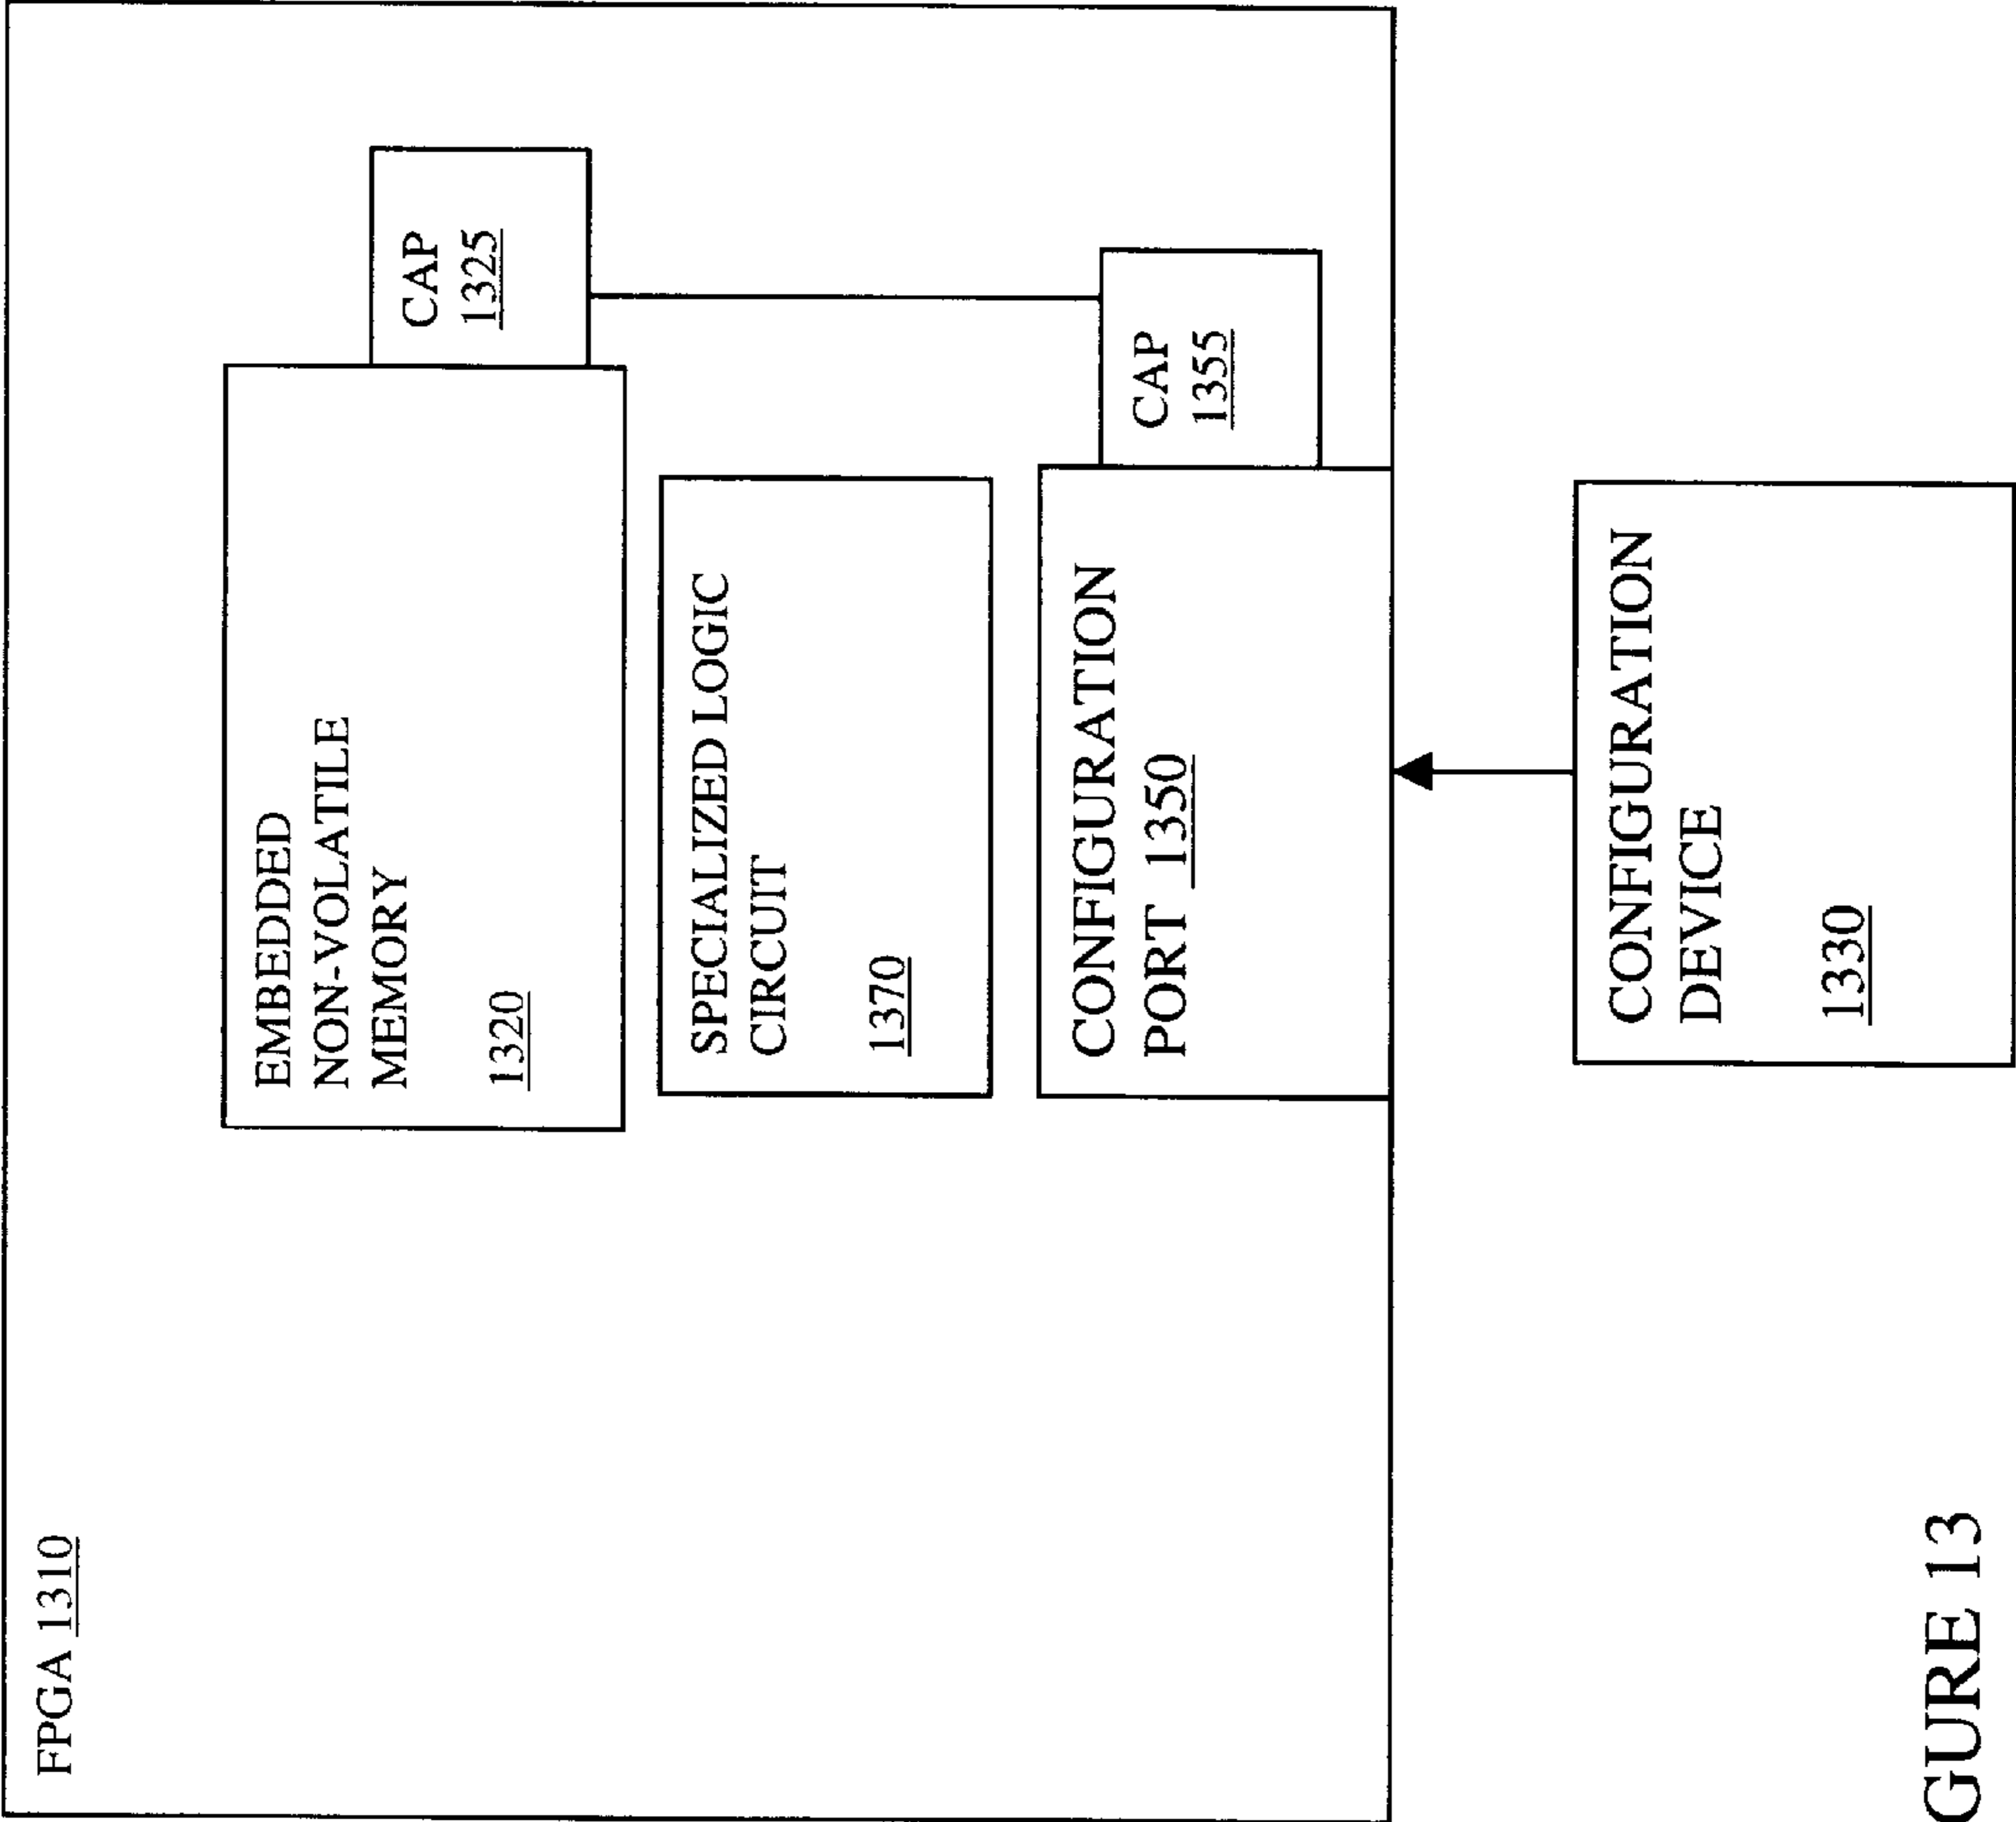 FPGA 1310
EMBEDDED
NON-VOLATILE
MEMORY
1320
CAP
1325
SPECIALIZED LOGIC
CIRCUIT
1370
CONFIGURATION
PORT 1350
CAP
1355
CONFIGURATION
DEVICE
1330
GURE 13